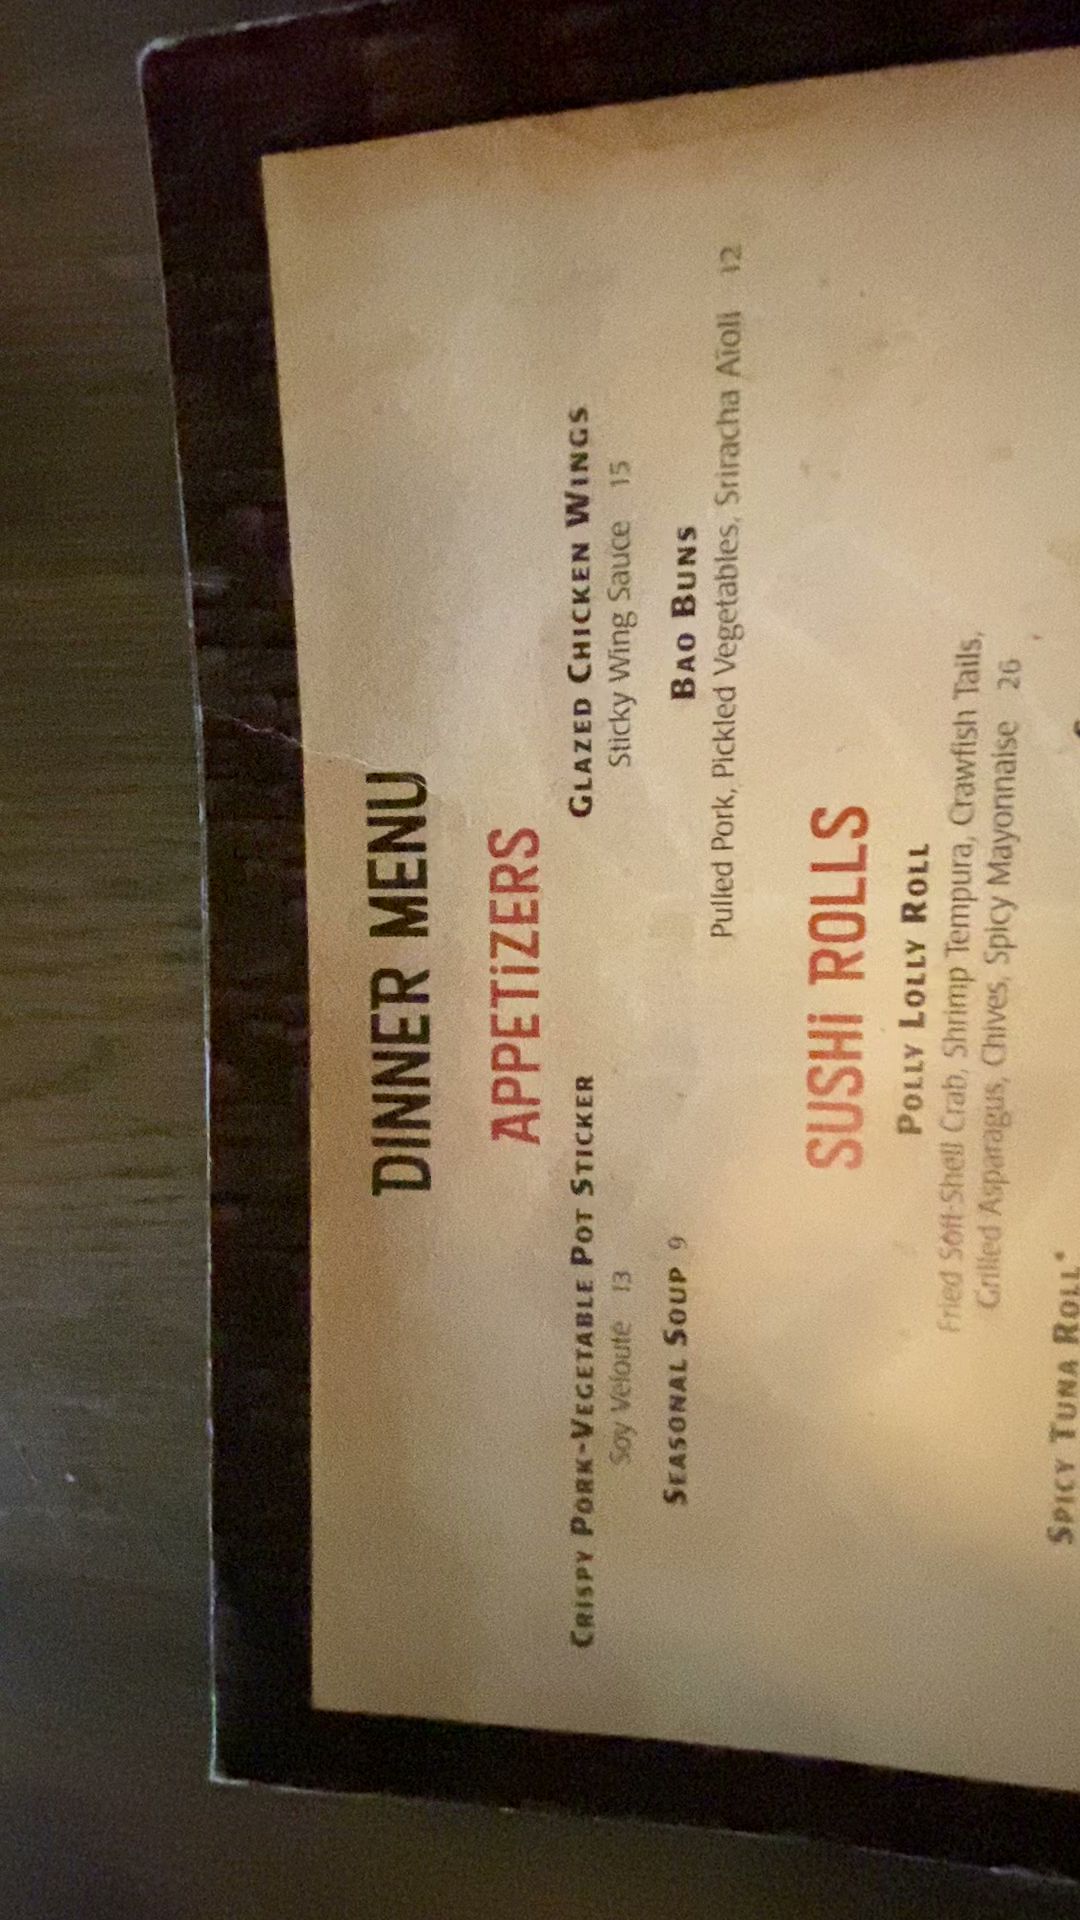 DINNER MENU
APPETiZERS
CRISPY PORK-VEGETABLE POT STICKER
Soy Velouté 13
GLAZED CHICKEN WINGS
Sticky Wing Sauce 15
SEASONAL SOUP 9
BAO BUNS
Pulled Pork, Pickled Vegetables, Sriracha Aïoli 12
SUSHi ROLLS
POLLY LOLLY ROLL
Fried Soft-Shell Crab, Shrimp Tempura, Crawfish Tails,
Grilled Asparagus, Chives, Spicy Mayonnaise 26
SPICY TUNA ROLL*